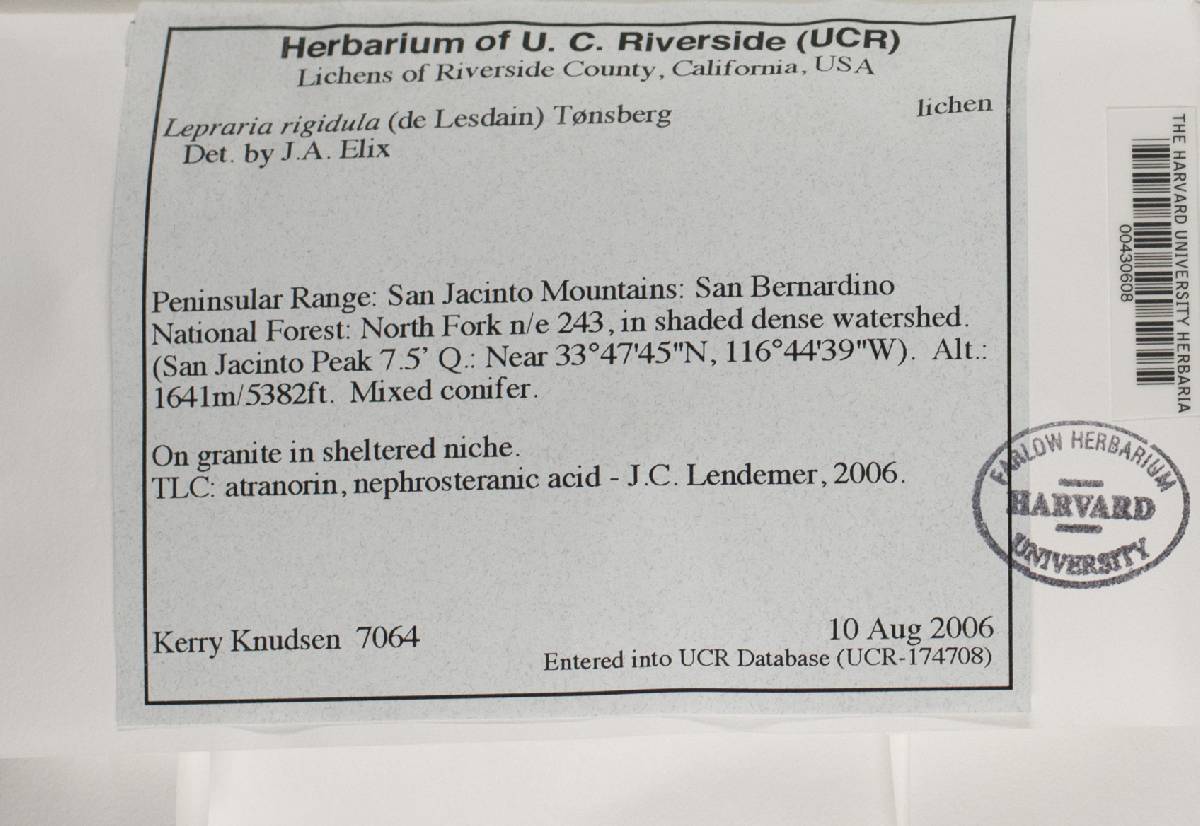 Herbarium of U. C. Riverside (UCR)
Lichens of Riverside County, California, USA
Lepraria rigidula (de Lesdain) Tønsberg lichen
Det. by J.A. Elix
Peninsular Range: San Jacinto Mountains: San Bernardino
National Forest: North Fork n/e 243, in shaded dense watershed.
(San Jacinto Peak 7.5’ Q.: Near 33°47'45"N, 116°44'39"W). Alt.:
1641m/5382ft. Mixed conifer.
On granite in sheltered niche.
TLC: atranorin, nephrosteranic acid - J.C. Lendemer, 2006.
Kerry Knudsen 7064
10 Aug 2006
Entered into UCR Database (UCR-174708)
THE HARVARD UNIVERSITY HERBARIA
00430608
FARLOW HERBARIUM
HARVARD
UNIVERSITY